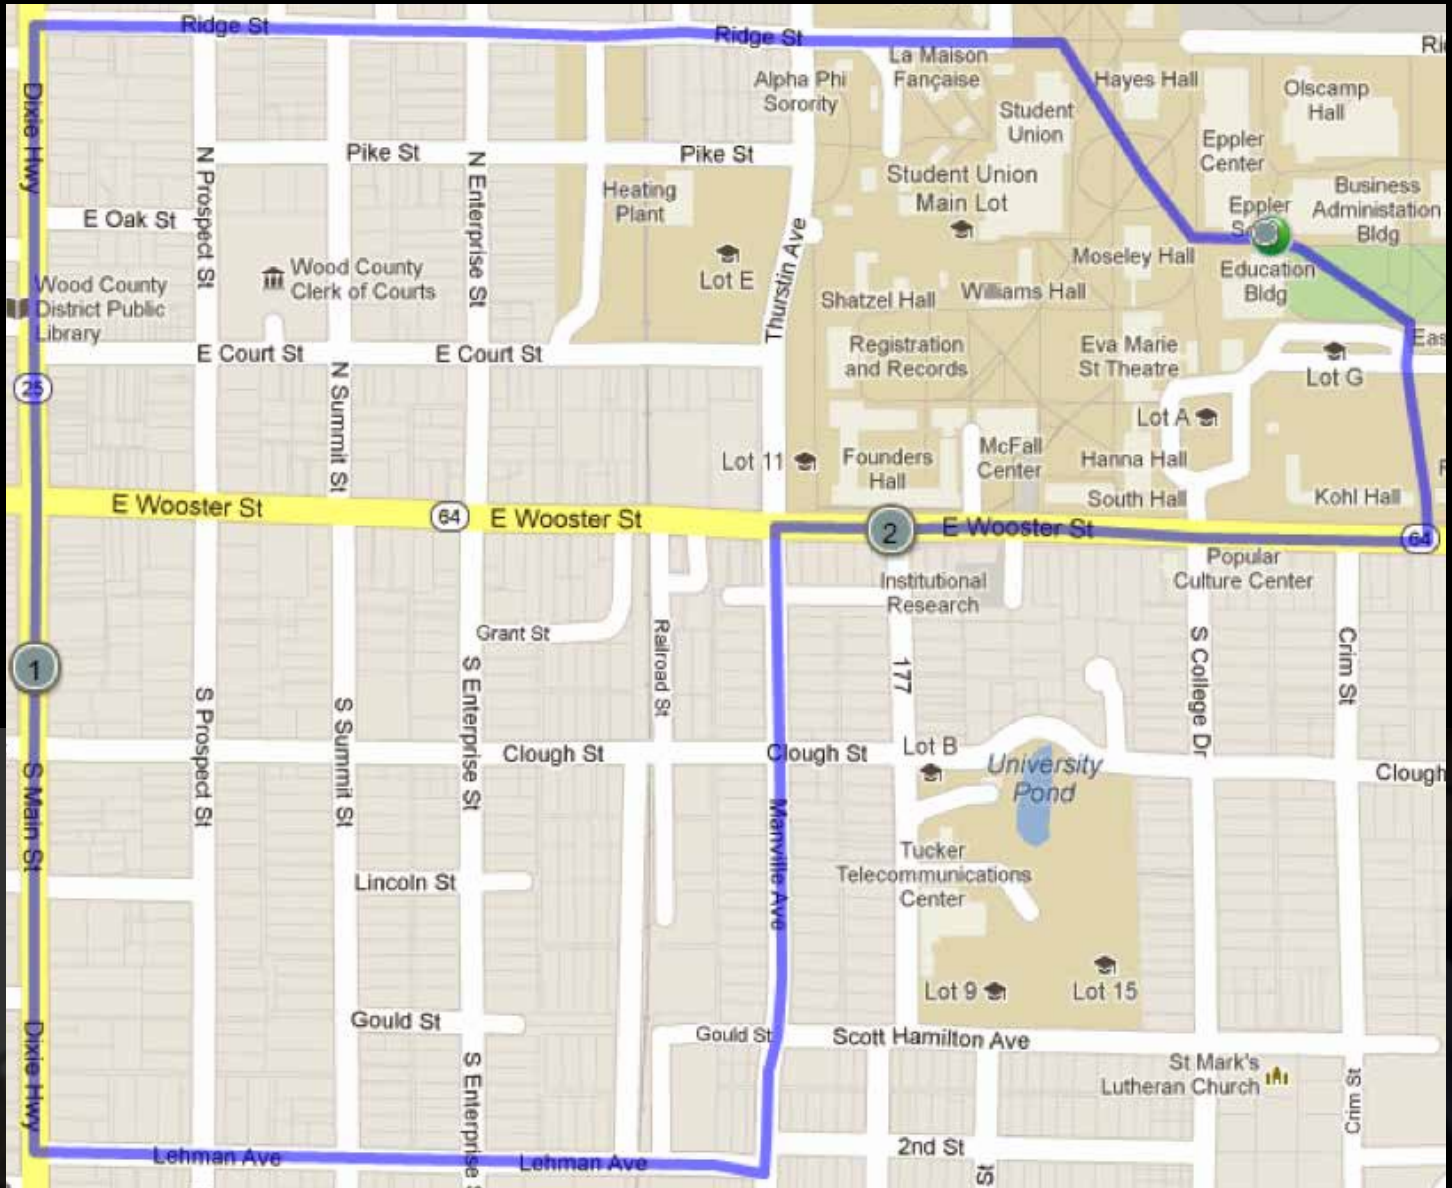 Ridge St
Ridge St
La Maison
Fançaise
Alpha Phi
Sorority
Hayes Hall
Olscamp
Hall
Student
Union
Eppler
Center
Dixie Hwy
Pike St
Pike St
N Prospect St
N Enterprise St
Student Union
Main Lot
Heating
Plant
Business
Administation
Bldg
Eppler
E Oak St
Thurstin Ave
Moseley Hall
Education
Bldg
Wood County
Clerk of Courts
Lot E
Wood County
District Public
Library
Shatzel Hall
Williams Hall
E Court St
E Court St
Registration
and Records
Eva Marie
St Theatre
Lot G
25
N Summit St
Lot A
Lot 11
Founders
Hall
McFall
Center
Hanna Hall
South Hall
Kohl Hall
E Wooster St
64
E Wooster St
2
E Wooster St
64
Popular
Culture Center
Institutional
Research
Grant St
Railroad St
1
177
S College Dr
Crim St
S Prospect St
S Summit St
S Enterprise St
Clough St
Clough St
Lot B
University
Pond
Clough
S Main St
Manville Ave
Lincoln St
Tucker
Telecommunications
Center
Lot 9
Lot 15
Gould St
Gould St
Scott Hamilton Ave
Dixie Hwy
S Enterprise
St Mark's
Lutheran Church
Crim St
Lehman Ave
Lehman Ave
2nd St
St